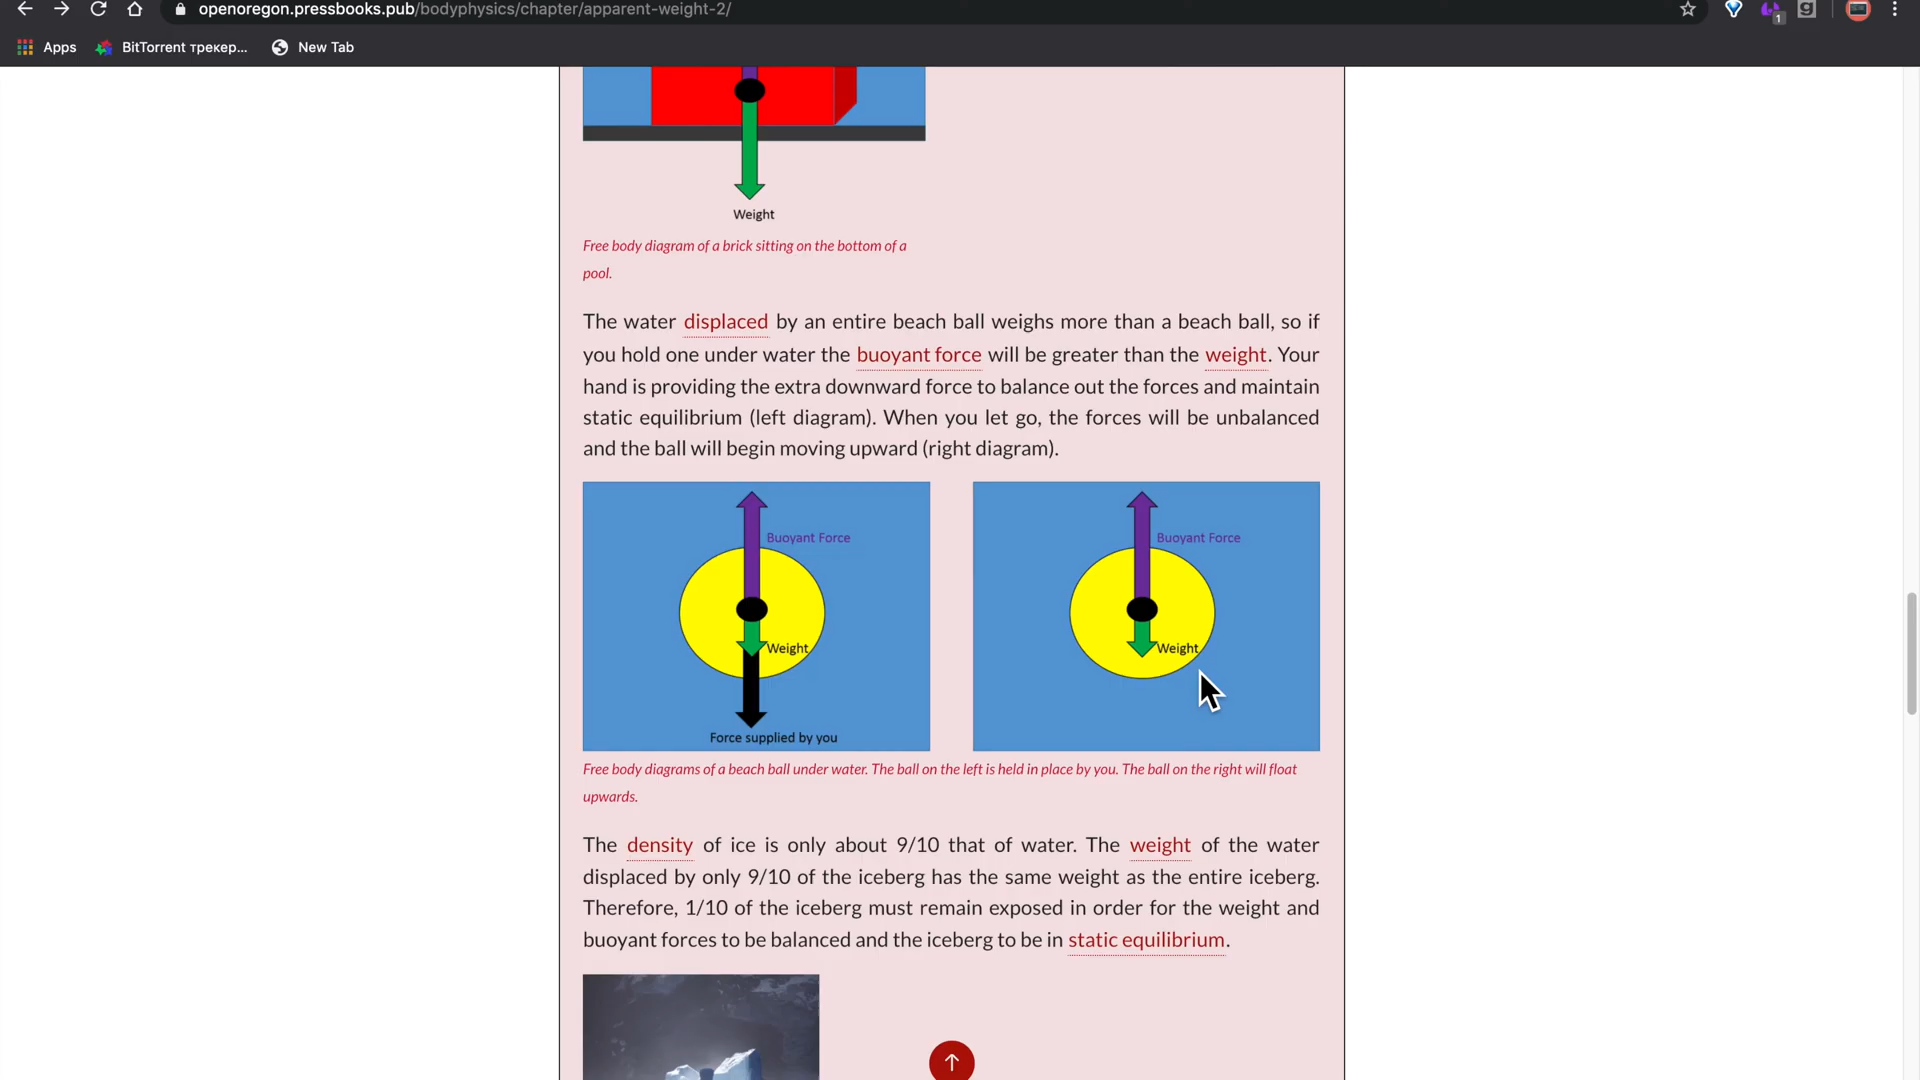 openoregon.pressbooks.pub/bodyphysics/chapter/apparent-weight-2/
1
Apps BitTorrent трекер... New Tab
Weight
Free body diagram of a brick sitting on the bottom of a
pool.
The water displaced by an entire beach ball weighs more than a beach ball, so if
you hold one under water the buoyant force will be greater than the weight. Your
hand is providing the extra downward force to balance out the forces and maintain
static equilibrium (left diagram). When you let go, the forces will be unbalanced
and the ball will begin moving upward (right diagram).
Buoyant Force
Weight
Force supplied by you
Buoyant Force
Weight
Free body diagrams of a beach ball under water. The ball on the left is held in place by you. The ball on the right will float
upwards.
The density of ice is only about 9/10 that of water. The weight of the water
displaced by only 9/10 of the iceberg has the same weight as the entire iceberg.
Therefore, 1/10 of the iceberg must remain exposed in order for the weight and
buoyant forces to be balanced and the iceberg to be in static equilibrium.